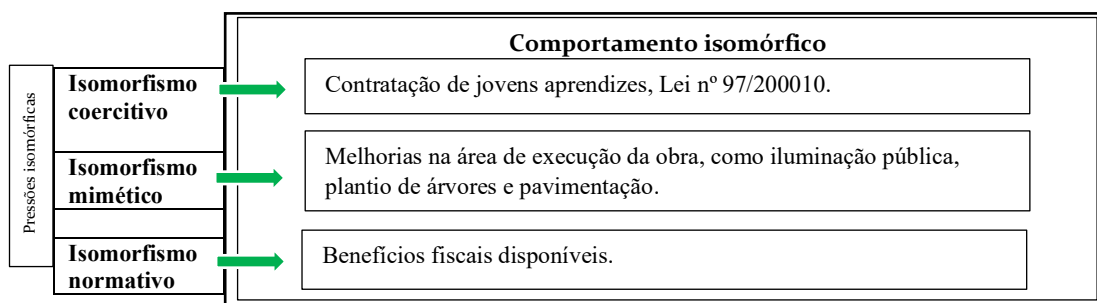 Comportamento isomórfico
Pressões isomórficas
Isomorfismo
coercitivo
Contratação de jovens aprendizes, Lei nº 97/200010.
Isomorfismo
mimético
Melhorias na área de execução da obra, como iluminação pública,
plantio de árvores e pavimentação.
Isomorfismo
normativo
Benefícios fiscais disponíveis.